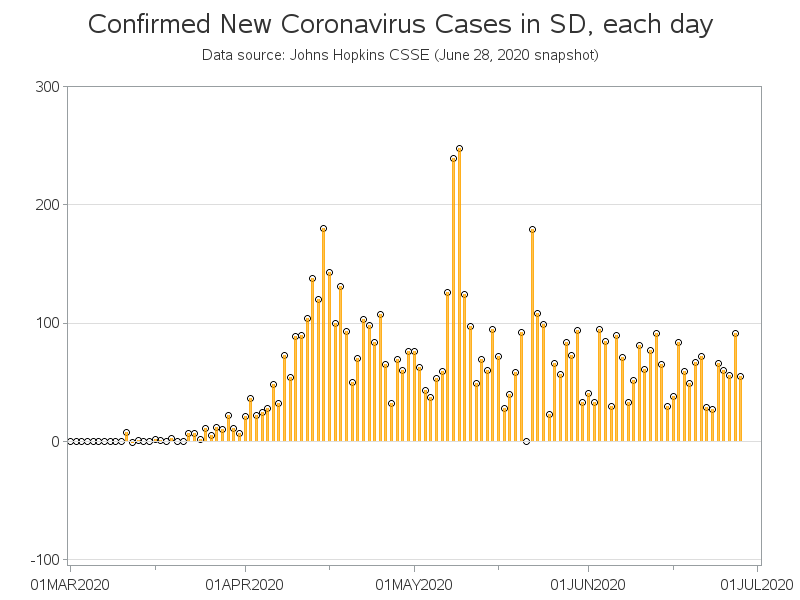 Confirmed New Coronavirus Cases in SD, each day
Data source: Johns Hopkins CSSE (June 28, 2020 snapshot)
300
200
100
0
-100
01MAR2020 01APR2020 01MAY2020 01JUN2020 01JUL2020